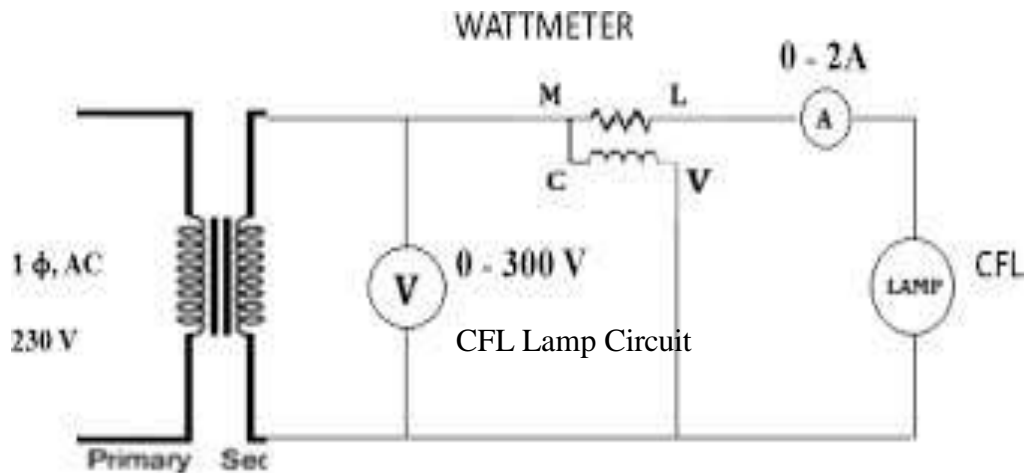 WATTMETER
0 - 2A
M
L
A
C
V
1 ϕ, AC
V
0 - 300 V
LAMP
CFL
230 V
CFL Lamp Circuit
Primary
Sec